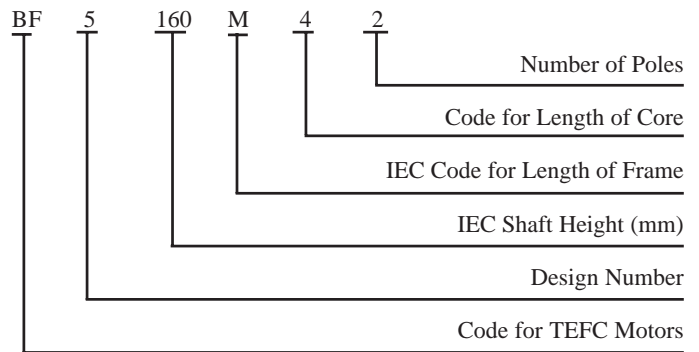 BF 5 160 M 4 2
Number of Poles
Code for Length of Core
IEC Code for Length of Frame
IEC Shaft Height (mm)
Design Number
Code for TEFC Motors